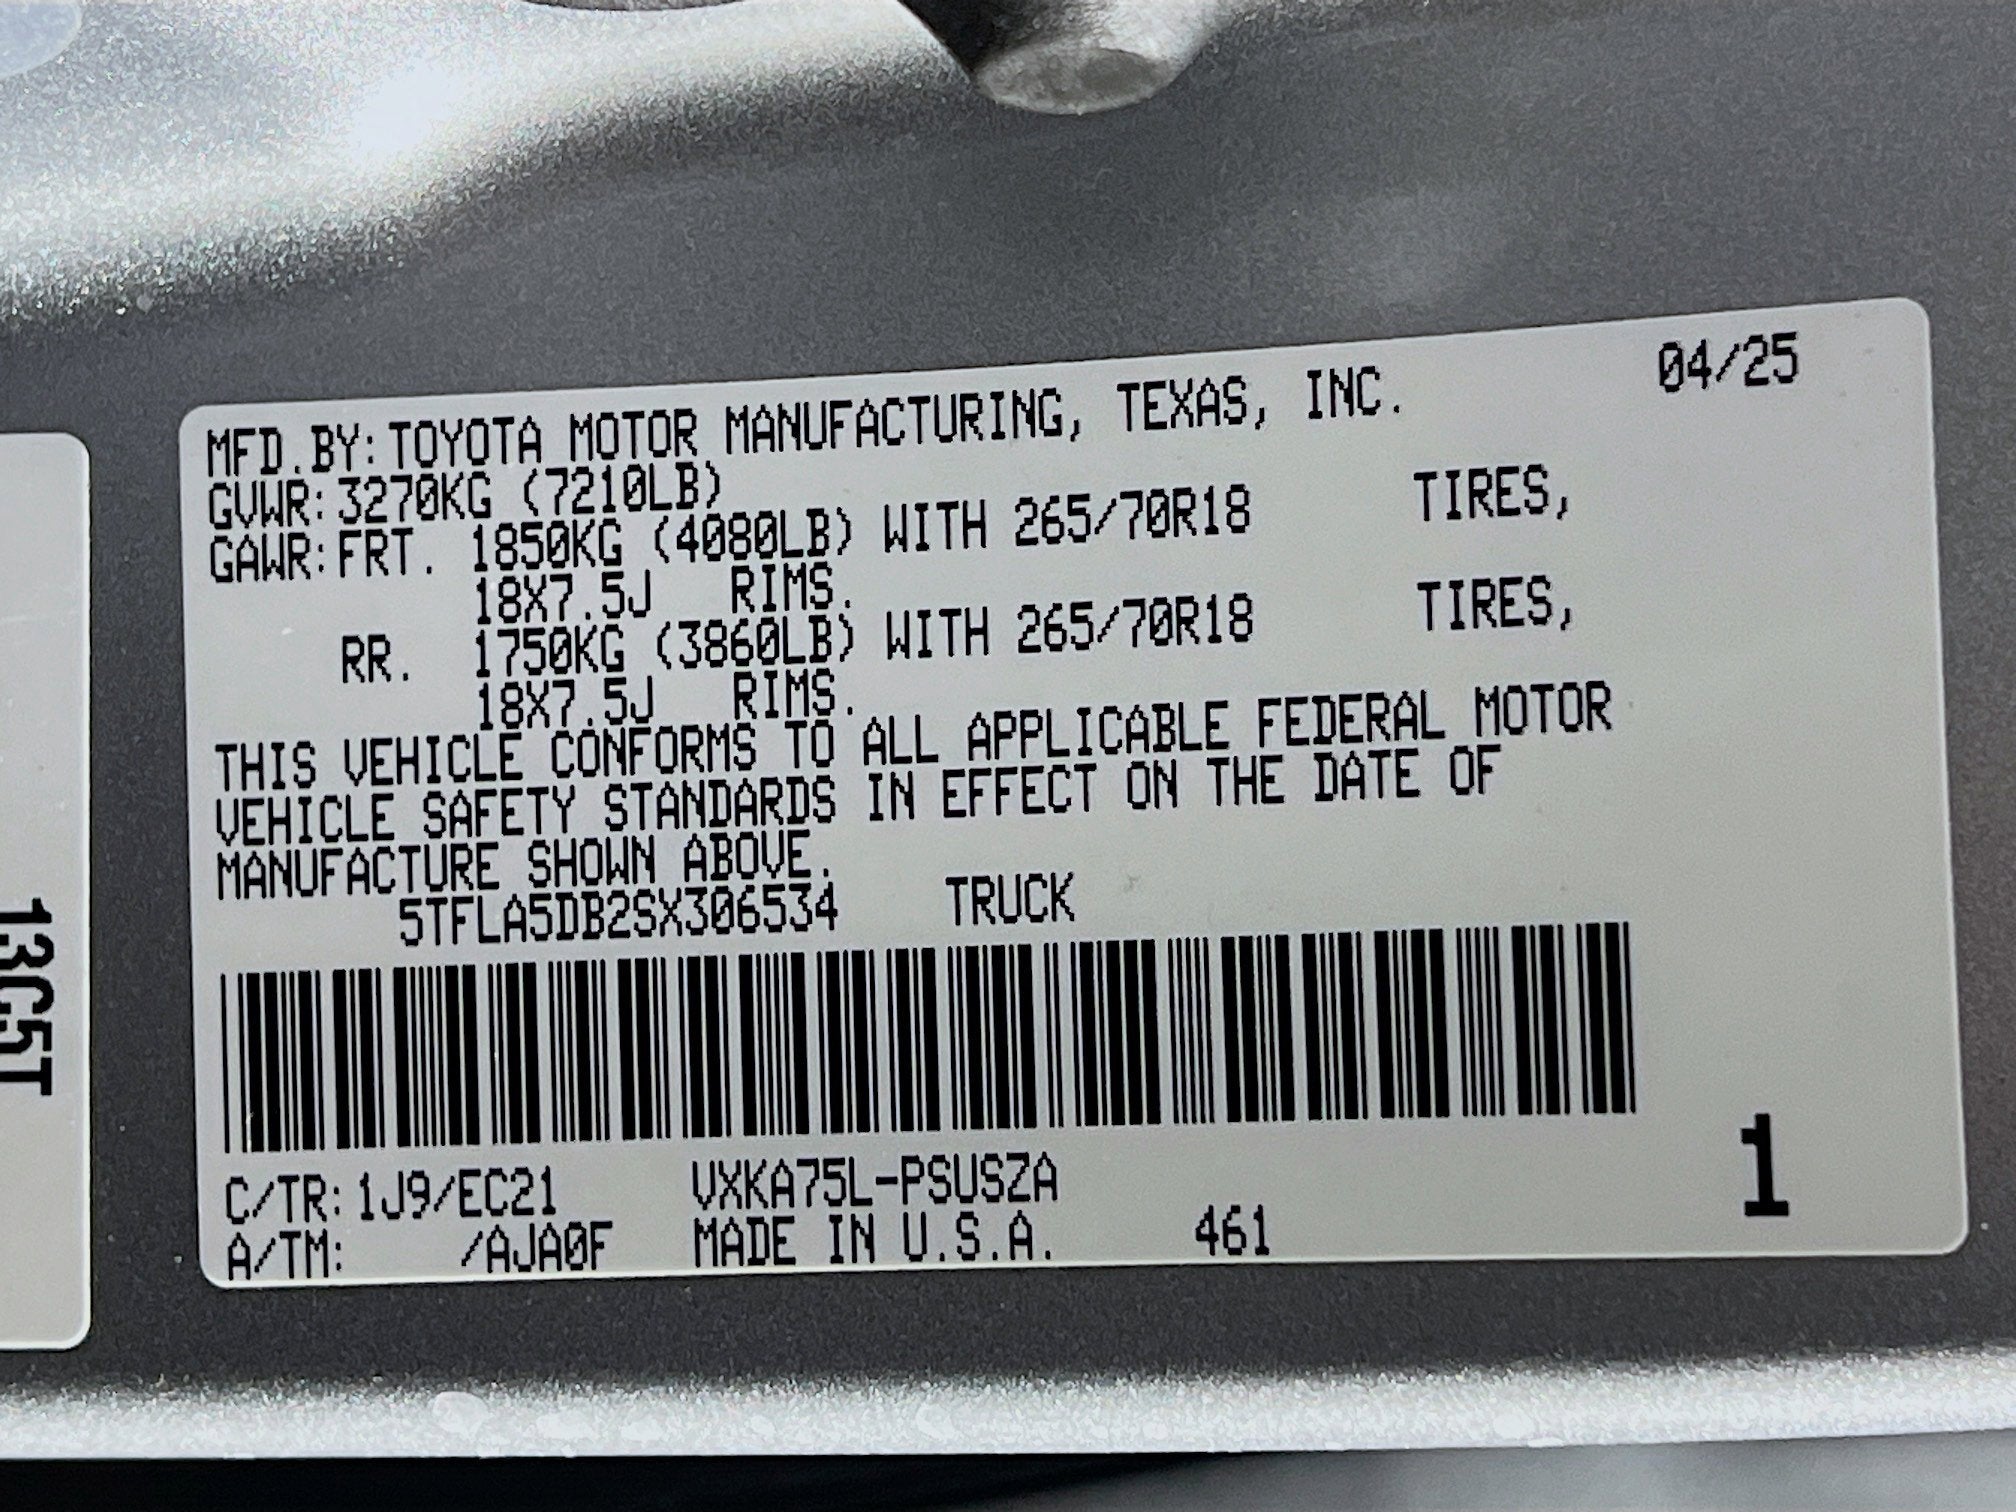 MFD.BY:TOYOTA MOTOR MANUFACTURING, TEXAS, INC. 04/25
GVWR:3270KG (7210LB)
GAWR:FRT. 1850KG (4080LB) WITH 265/70R18 TIRES,
18X7.5J RIMS.
RR. 1750KG (3860LB) WITH 265/70R18 TIRES,
18X7.5J RIMS.
THIS VEHICLE CONFORMS TO ALL APPLICABLE FEDERAL MOTOR
VEHICLE SAFETY STANDARDS IN EFFECT ON THE DATE OF
MANUFACTURE SHOWN ABOVE.
5TFLA5DB2SX306534 TRUCK
C/TR:1J9/EC21 VXKA75L-PSUSZA 1
A/TM: /AJA0F MADE IN U.S.A. 461
13G5T